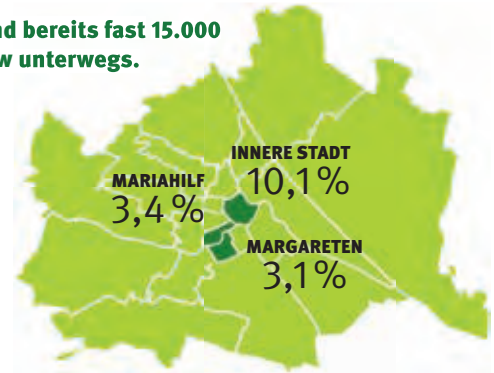 bereits fast 15.000
unterwegs.
INNERE STADT
10,1%
MARIAHILF
3,4 %
MARGARETEN
3,1%